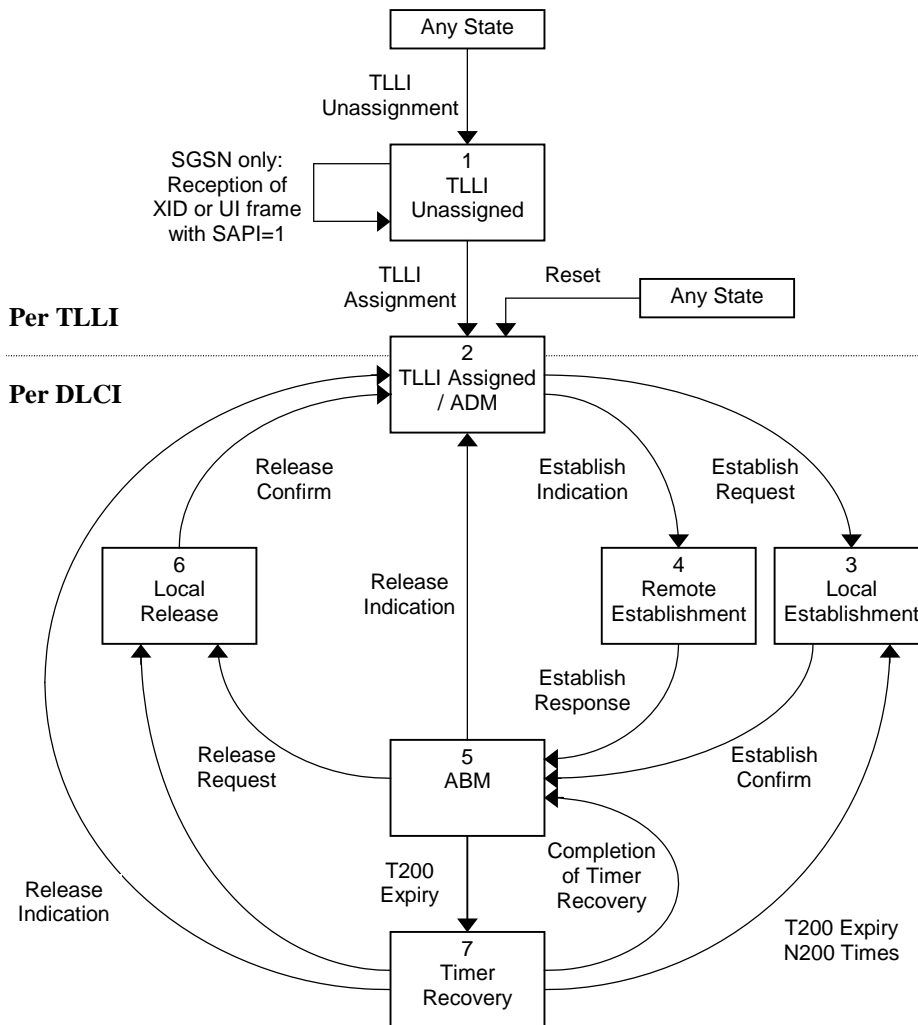 Any State
TLLI
Unassignment
1
TLLI
Unassigned
SGSN only:
Reception of
XID or UI frame
with SAPI=1
TLLI
Assignment
Reset
Any State
Per TLLI
2
TLLI Assigned
/ ADM
Per DLCI
Release
Confirm
Establish
Indication
Establish
Request
6
Local
Release
Release
Indication
4
Remote
Establishment
3
Local
Establishment
Establish
Response
Release
Request
5
ABM
Establish
Confirm
T200
Expiry
Completion
of Timer
Recovery
Release
Indication
T200 Expiry
N200 Times
7
Timer
Recovery